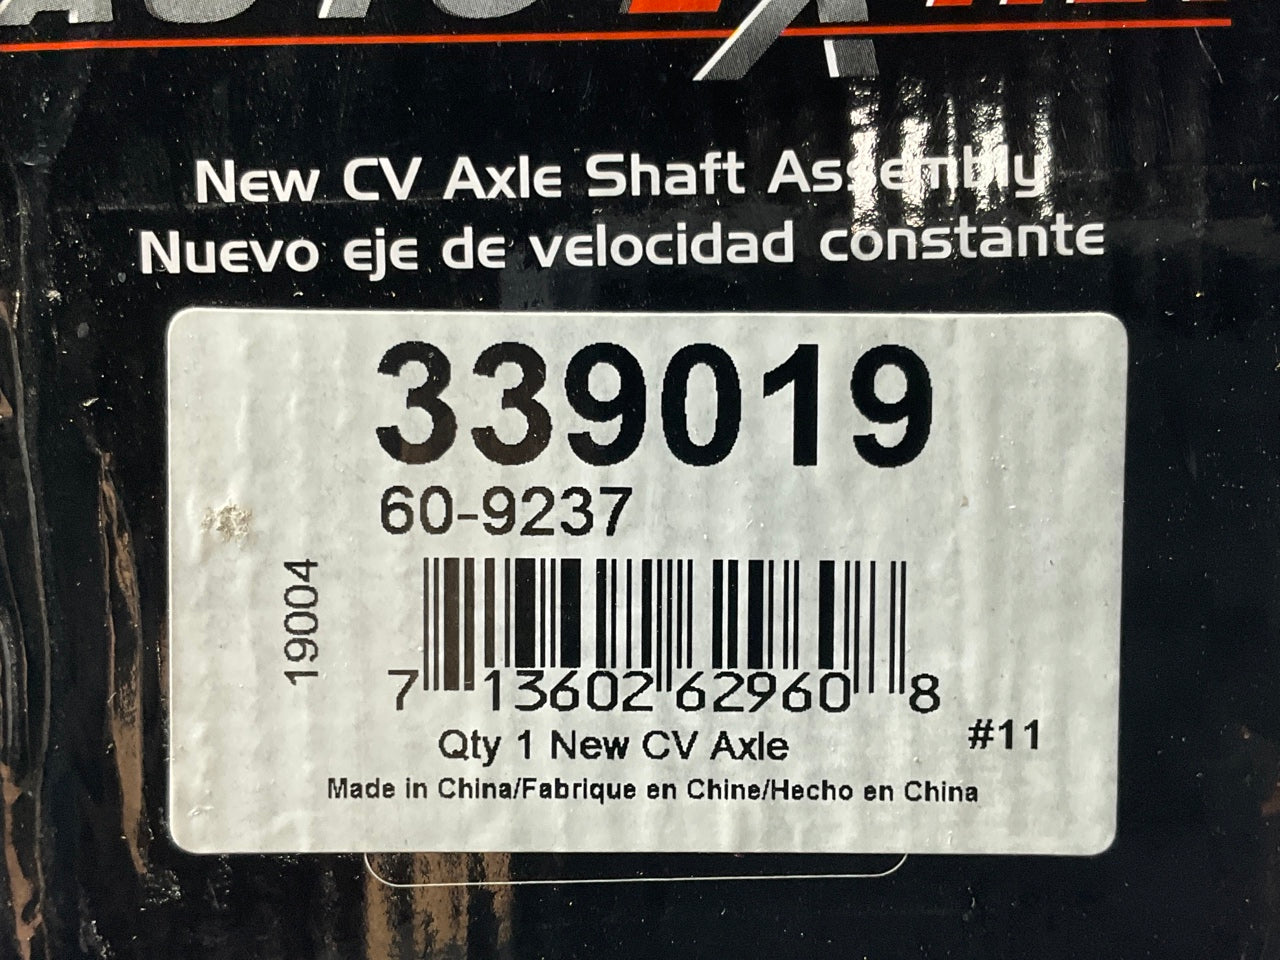 New CV Axle Shaft Assembly
Nuevo eje de velocidad constante
339019
60-9237
19004
7 13602 62960 8
Qty 1 New CV Axle
#11
Made in China/Fabrique en Chine/Hecho en China